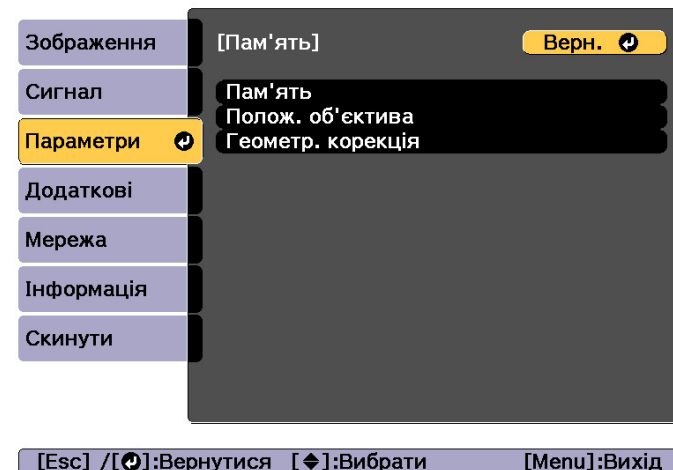 Зображення
Сигнал
Параметри
Додаткові
Мережа
Інформація
Скинути
[Пам'ять] Верн.
Пам'ять
Полож. об'єктива
Геометр. корекція
[Esc] /[ ]:Вернутися [ ]:Вибрати [Menu]:Вихід